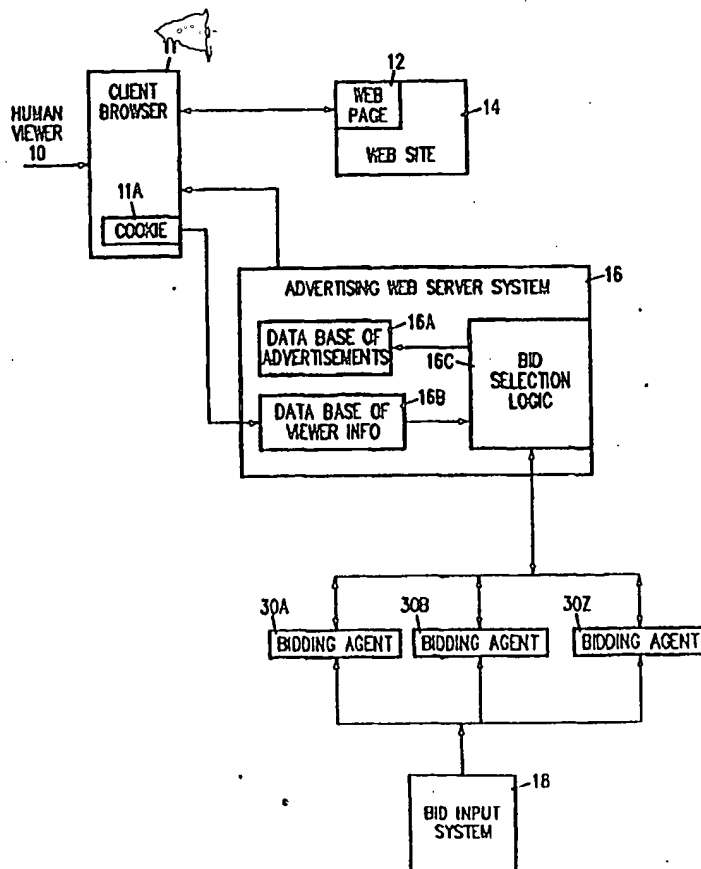 CLIENT
BROWSER
HUMAN
VIEWER
10
11A
COOKIE
12
WEB
PAGE
14
WEB SITE
ADVERTISING WEB SERVER SYSTEM
16
DATA BASE OF
ADVERTISEMENTS
16A
16C
BID
SELECTION
LOGIC
DATA BASE OF
VIEWER INFO
16B
30A
BIDDING AGENT
30B
BIDDING AGENT
30Z
BIDDING AGENT
18
BID INPUT
SYSTEM